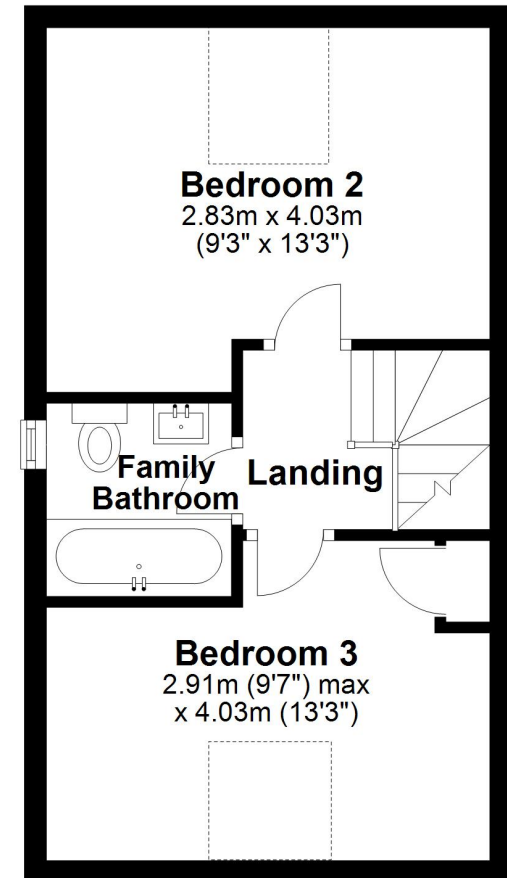 Bedroom 2
2.83m x 4.03m
(9'3" x 13'3")
Family
Bathroom
Landing
Bedroom 3
2.91m (9'7") max
x 4.03m (13'3")